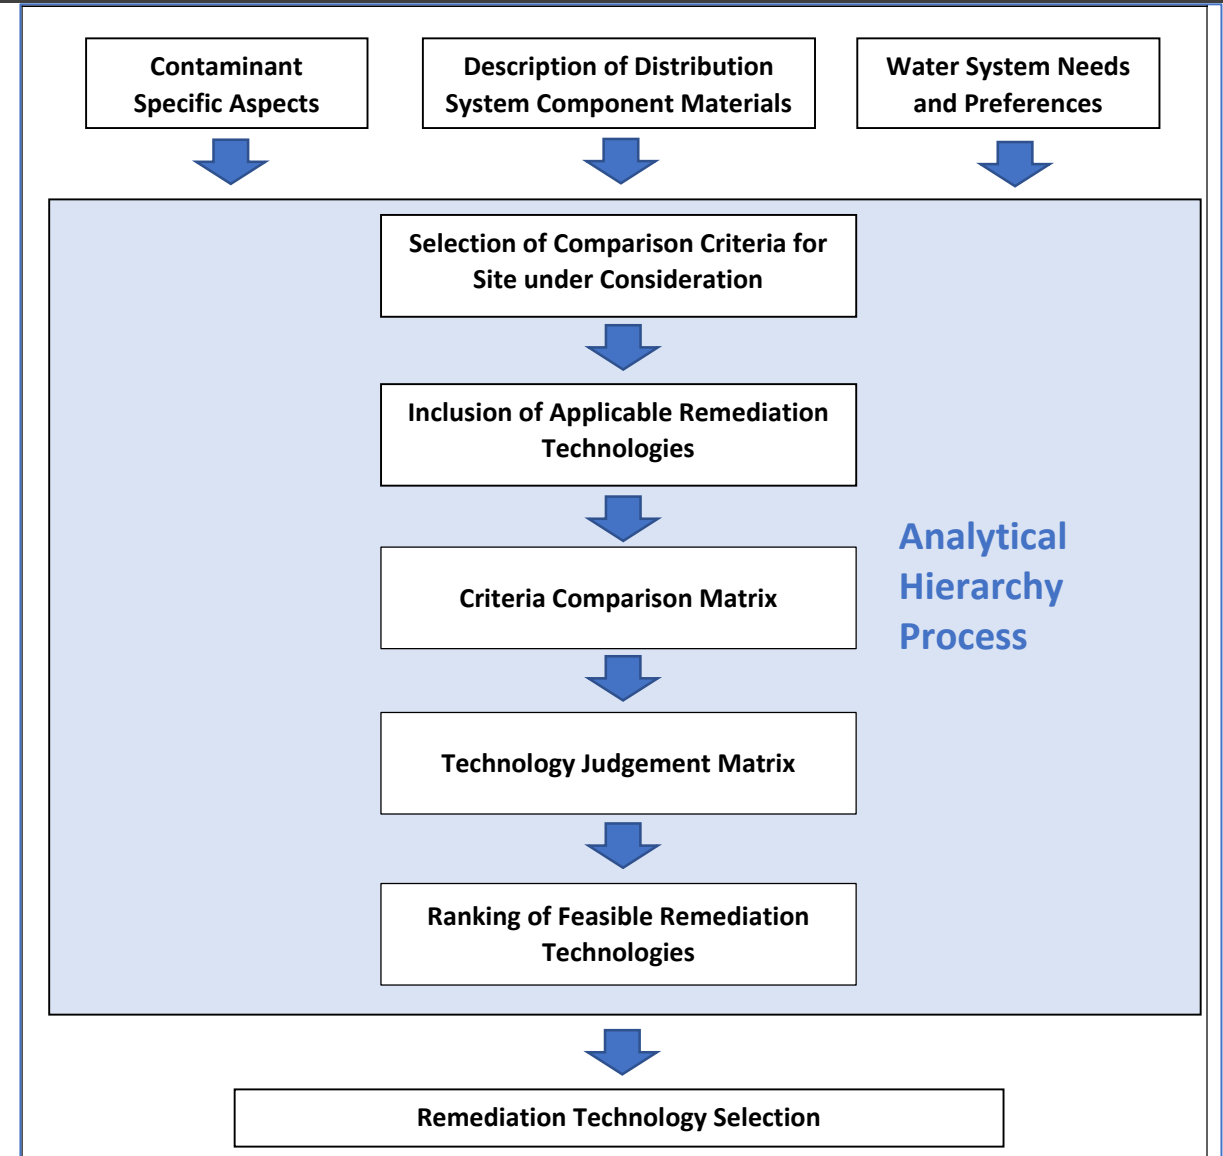 Contaminant
Specific Aspects
Description of Distribution
System Component Materials
Water System Needs
and Preferences
Selection of Comparison Criteria for
Site under Consideration
Inclusion of Applicable Remediation
Technologies
Criteria Comparison Matrix
Analytical
Hierarchy
Process
Technology Judgement Matrix
Ranking of Feasible Remediation
Technologies
Remediation Technology Selection